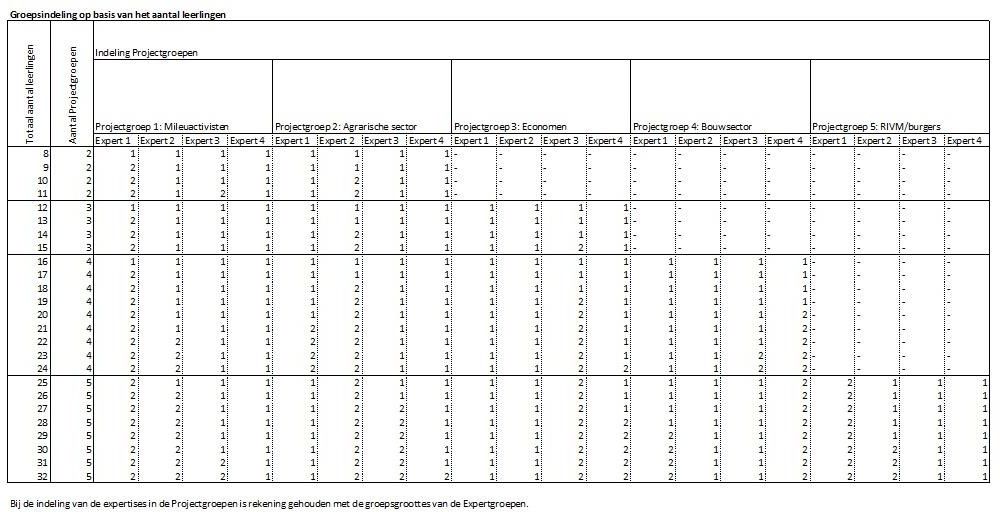 Groepsindeling op basis van het aantal leerlingen
Totaal aantal leerlingen
Aantal Projectgroepen
Indeling Projectgroepen
Projectgroep 1: Mileuactivisten Projectgroep 2: Agrarische sector Projectgroep 3: Economen Projectgroep 4: Bouwsector Projectgroep 5: RIVM/burgers
Expert 1 Expert 2 Expert 3 Expert 4 Expert 1 Expert 2 Expert 3 Expert 4 Expert 1 Expert 2 Expert 3 Expert 4 Expert 1 Expert 2 Expert 3 Expert 4 Expert 1 Expert 2 Expert 3 Expert 4
8 2 1 1 1 1 1 1 1 1 - - - - - - - - - - - -
9 2 2 1 1 1 1 1 1 1 - - - - - - - - - - - -
10 2 2 1 1 1 1 2 1 1 - - - - - - - - - - - -
11 2 2 1 2 1 1 2 1 1 - - - - - - - - - - - -
12 3 1 1 1 1 1 1 1 1 1 1 1 1 - - - - - - - -
13 3 2 1 1 1 1 1 1 1 1 1 1 1 - - - - - - - -
14 3 2 1 1 1 1 2 1 1 1 1 1 1 - - - - - - - -
15 3 2 1 1 1 1 2 1 1 1 1 2 1 - - - - - - - -
16 4 1 1 1 1 1 1 1 1 1 1 1 1 1 1 1 1 - - - -
17 4 2 1 1 1 1 1 1 1 1 1 1 1 1 1 1 1 - - - -
18 4 2 1 1 1 1 2 1 1 1 1 1 1 1 1 1 1 - - - -
19 4 2 1 1 1 1 2 1 1 1 1 2 1 1 1 1 1 - - - -
20 4 2 1 1 1 1 2 1 1 1 1 2 1 1 1 1 2 - - - -
21 4 2 1 1 1 2 2 1 1 1 1 2 1 1 1 1 2 - - - -
22 4 2 2 1 1 2 2 1 1 1 1 2 1 1 1 1 2 - - - -
23 4 2 2 1 1 2 2 1 1 1 1 2 1 1 1 2 2 - - - -
24 4 2 2 1 1 2 2 1 1 1 1 2 2 1 1 2 2 - - - -
25 5 2 1 1 1 1 2 1 1 1 1 2 1 1 1 1 2 2 1 1 1
26 5 2 2 1 1 1 2 1 1 1 1 2 1 1 1 1 2 2 1 1 1
27 5 2 2 1 1 1 2 2 1 1 1 2 1 1 1 1 2 2 1 1 1
28 5 2 2 1 1 1 2 2 1 1 1 2 2 1 1 1 2 2 1 1 1
29 5 2 2 1 1 1 2 2 1 1 1 2 2 2 1 1 2 2 1 1 1
30 5 2 2 1 1 1 2 2 1 1 1 2 2 2 1 1 2 2 2 1 1
31 5 2 2 2 1 1 2 2 1 1 1 2 2 2 1 1 2 2 2 1 1
32 5 2 2 2 1 1 2 2 2 1 1 2 2 2 1 1 2 2 2 1 1
Bij de indeling van de expertises in de Projectgroepen is rekening gehouden met de groepsgroottes van de Expertgroepen.